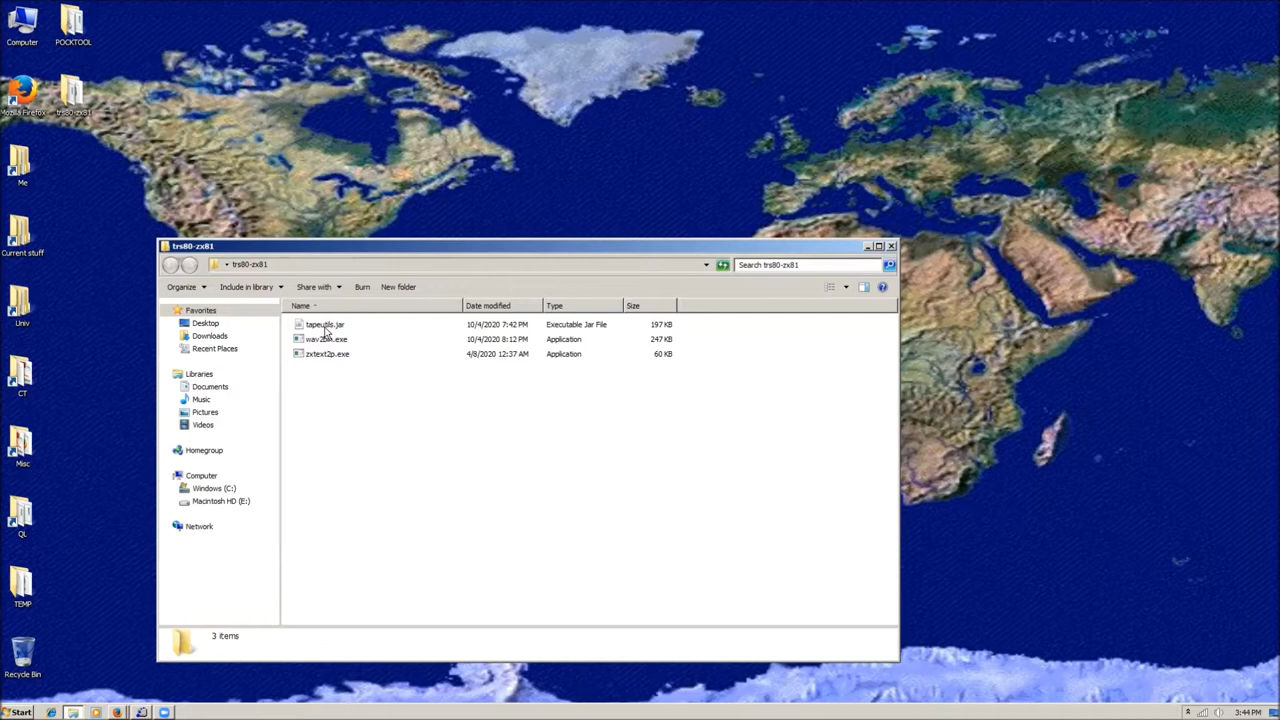 Computer
POCKTOOL
Mozilla Firefox
trs80-zx81
Me
Current stuff
Univ
CT
Misc
QL
TEMP
Recycle Bin
trs80-zx81
trs80-zx81
Search trs80-zx81
Organize
Include in library
Share with
Burn
New folder
Favorites
Desktop
Downloads
Recent Places
Libraries
Documents
Music
Pictures
Videos
Homegroup
Computer
Windows (C:)
Macintosh HD (E:)
Network
Name Date modified Type Size
tapeutils.jar 10/4/2020 7:42 PM Executable Jar File 197 KB
10/4/2020 8:12 PM Application 247 KB
zxtext2p.exe 4/8/2020 12:37 AM Application 60 KB
3 items
Start
3:44 PM